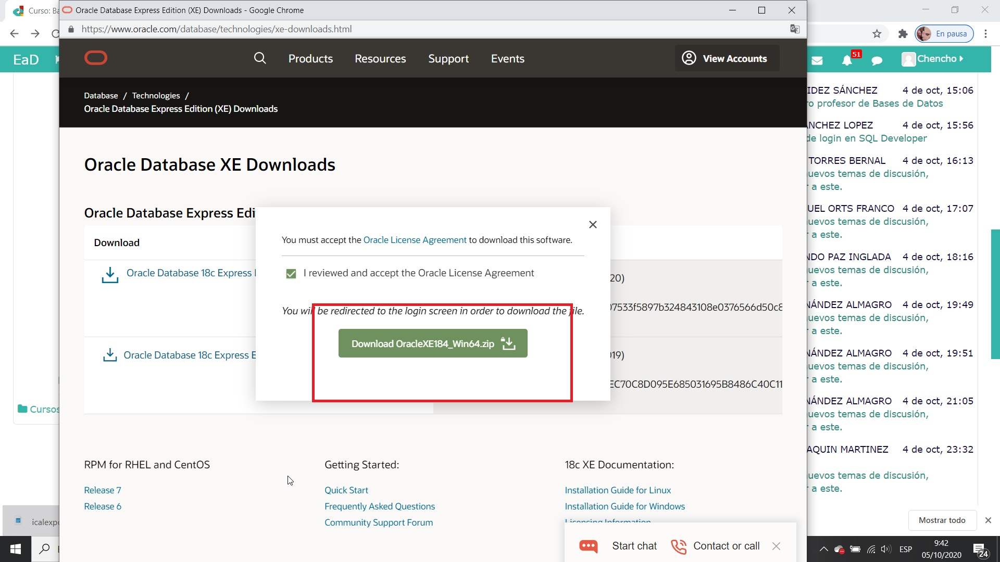 Curso: Ba
Oracle Database Express Edition (XE) Downloads - Google Chrome
https://www.oracle.com/database/technologies/xe-downloads.html
En pausa
EaD
Products
Resources
Support
Events
View Accounts
51
Chencho
Database / Technologies /
Oracle Database Express Edition (XE) Downloads
Oracle Database XE Downloads
Oracle Database Express Edi
Download
Oracle Database 18c Express
20)
07533f5897b324843108e0376566d50c8
Oracle Database 18c Express E
019)
EC70C8D095E685031695B8486C40C11
You must accept the Oracle License Agreement to download this software.
I reviewed and accept the Oracle License Agreement
You will be redirected to the login screen in order to download the file.
Download OracleXE184_Win64.zip
RPM for RHEL and CentOS
Release 7
Release 6
Getting Started:
Quick Start
Frequently Asked Questions
Community Support Forum
18c XE Documentation:
Installation Guide for Linux
Installation Guide for Windows
Licensing Information
Start chat
Contact or call
IDEZ SÁNCHEZ 4 de oct, 15:06
ro profesor de Bases de Datos
ANCHEZ LOPEZ 4 de oct, 15:56
de login en SQL Developer
TORRES BERNAL 4 de oct, 16:13
uevos temas de discusión,
r a este.
UEL ORTS FRANCO 4 de oct, 17:07
uevos temas de discusión,
r a este.
NDO PAZ INGLADA 4 de oct, 18:16
uevos temas de discusión,
r a este.
NÁNDEZ ALMAGRO 4 de oct, 19:49
uevos temas de discusión,
r a este.
NÁNDEZ ALMAGRO 4 de oct, 19:51
uevos temas de discusión,
r a este.
NÁNDEZ ALMAGRO 4 de oct, 21:05
uevos temas de discusión,
r a este.
AQUIN MARTINEZ 4 de oct, 23:32
uevos temas de discusión,
r a este.
Cursos
icalexpo
Mostrar todo
ESP
9:42
05/10/2020
24